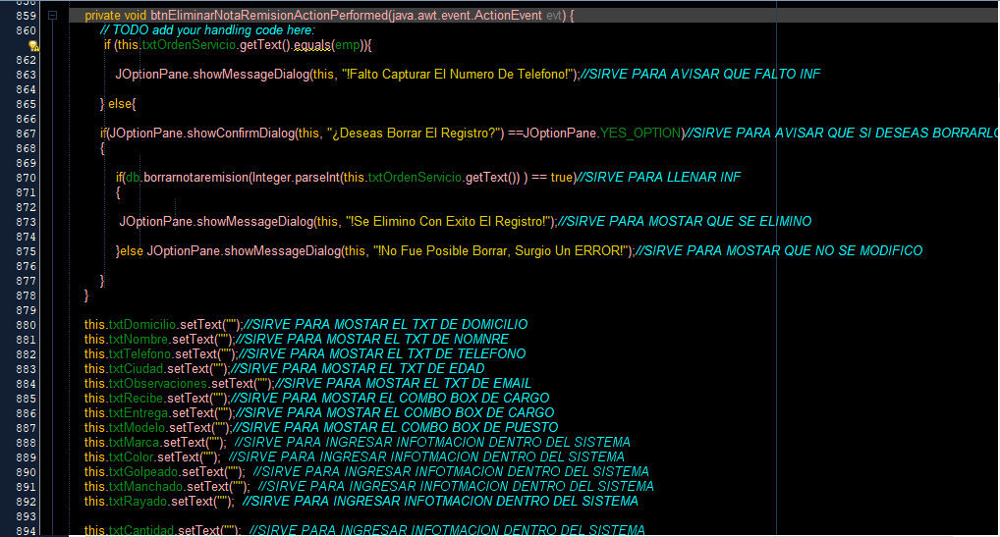 859 private void btnEliminarNotaRemisionActionPerformed(java.awt.event.ActionEvent evt) {
860 // TODO add your handling code here:
if (this.txtOrdenServicio.getText().equals(emp)){
862
863 JOptionPane.showMessageDialog(this, "!Falto Capturar El Numero De Telefono!");//SIRVE PARA AVISAR QUE FALTO INF
864
865 } else{
866
867 if(JOptionPane.showConfirmDialog(this, "¿Deseas Borrar El Registro?") ==JOptionPane.YES_OPTION)//SIRVE PARA AVISAR QUE SI DESEAS BORRARLO
868 {
869
870 if(db.borrarnotaremision(Integer.parseInt(this.txtOrdenServicio.getText()) ) == true)//SIRVE PARA LLENAR INF
871 {
872
873 JOptionPane.showMessageDialog(this, "!Se Elimino Con Exito El Registro!");//SIRVE PARA MOSTAR QUE SE ELIMINO
874
875 }else JOptionPane.showMessageDialog(this, "!No Fue Posible Borrar, Surgio Un ERROR!");//SIRVE PARA MOSTAR QUE NO SE MODIFICO
876
877 }
878 }
879
880 this.txtDomicilio.setText("");//SIRVE PARA MOSTAR EL TXT DE DOMICILIO
881 this.txtNombre.setText("");//SIRVE PARA MOSTAR EL TXT DE NOMNRE
882 this.txtTelefono.setText("");//SIRVE PARA MOSTAR EL TXT DE TELEFONO
883 this.txtCiudad.setText("");//SIRVE PARA MOSTAR EL TXT DE EDAD
884 this.txtObservaciones.setText("");//SIRVE PARA MOSTAR EL TXT DE EMAIL
885 this.txtRecibe.setText("");//SIRVE PARA MOSTAR EL COMBO BOX DE CARGO
886 this.txtEntrega.setText("");//SIRVE PARA MOSTAR EL COMBO BOX DE CARGO
887 this.txtModelo.setText("");//SIRVE PARA MOSTAR EL COMBO BOX DE PUESTO
888 this.txtMarca.setText(""); //SIRVE PARA INGRESAR INFOTMACION DENTRO DEL SISTEMA
889 this.txtColor.setText(""); //SIRVE PARA INGRESAR INFOTMACION DENTRO DEL SISTEMA
890 this.txtGolpeado.setText(""); //SIRVE PARA INGRESAR INFOTMACION DENTRO DEL SISTEMA
891 this.txtManchado.setText(""); //SIRVE PARA INGRESAR INFOTMACION DENTRO DEL SISTEMA
892 this.txtRayado.setText(""); //SIRVE PARA INGRESAR INFOTMACION DENTRO DEL SISTEMA
893
894 this.txtCantidad.setText(""); //SIRVE PARA INGRESAR INFOTMACION DENTRO DEL SISTEMA